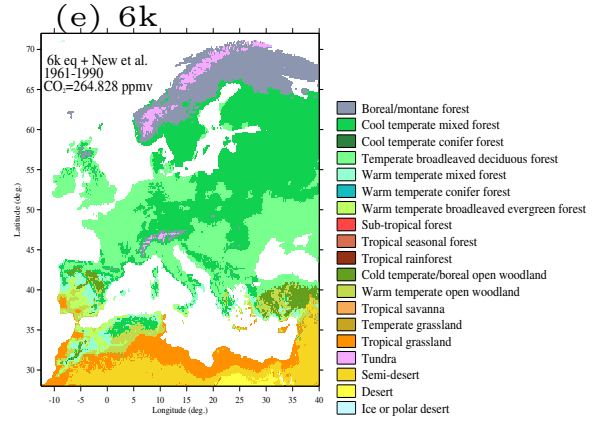 (e) 6k
6k eq + New et al.
1961-1990
CO2=264.828 ppmv
Latitude (deg.)
70
65
60
55
50
45
40
35
30
-10 -5 0 5 10 15 20 25 30 35 40
Longitude (deg.)
Boreal/montane forest
Cool temperate mixed forest
Cool temperate conifer forest
Temperate broadleaved deciduous forest
Warm temperate mixed forest
Warm temperate conifer forest
Warm temperate broadleaved evergreen forest
Sub-tropical forest
Tropical seasonal forest
Tropical rainforest
Cold temperate/boreal open woodland
Warm temperate open woodland
Tropical savanna
Temperate grassland
Tropical grassland
Tundra
Semi-desert
Desert
Ice or polar desert